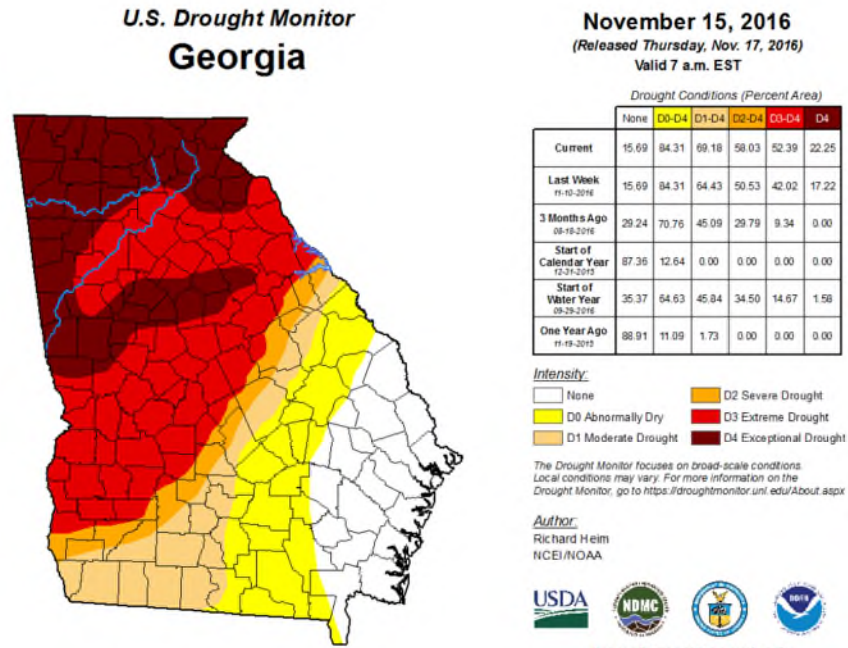 U.S. Drought Monitor
Georgia
November 15, 2016
(Released Thursday, Nov. 17, 2016)
Valid 7 a.m. EST
Drought Conditions (Percent Area)
None D0-D4 D1-D4 D2-D4 D3-D4 D4
Current 15.69 84.31 69.18 58.03 52.39 22.25
Last Week 11-10-2016 15.69 84.31 64.43 50.53 42.02 17.22
3 Months Ago 08-18-2016 29.24 70.76 45.09 29.79 9.34 0.00
Start of Calendar Year 12-31-2015 87.36 12.64 0.00 0.00 0.00 0.00
Start of Water Year 09-29-2016 35.37 64.63 45.84 34.50 14.67 1.58
One Year Ago 11-19-2015 88.91 11.09 1.73 0.00 0.00 0.00
Intensity:
None
D0 Abnormally Dry
D1 Moderate Drought
D2 Severe Drought
D3 Extreme Drought
D4 Exceptional Drought
The Drought Monitor focuses on broad-scale conditions.
Local conditions may vary. For more information on the
Drought Monitor, go to https://droughtmonitor.unl.edu/About.aspx
Author:
Richard Heim
NCEI/NOAA
USDA
NDMC